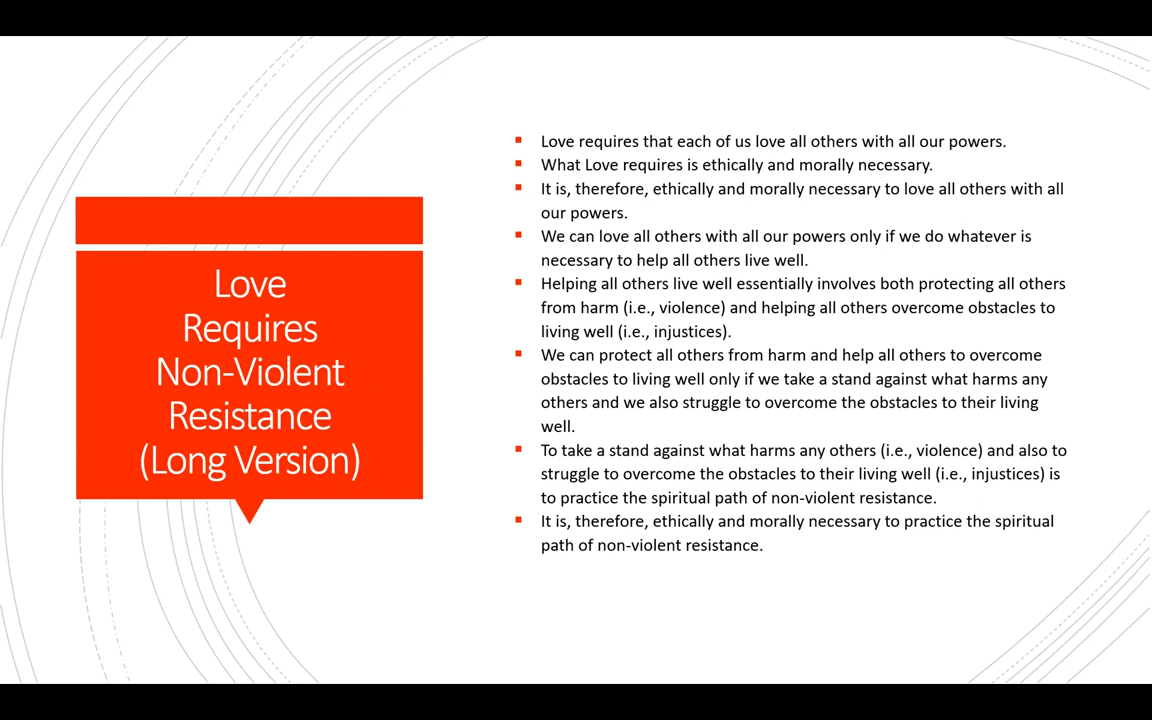 Love
Requires
Non-Violent
Resistance
(Long Version)
Love requires that each of us love all others with all our powers.
What Love requires is ethically and morally necessary.
It is, therefore, ethically and morally necessary to love all others with all
our powers.
We can love all others with all our powers only if we do whatever is
necessary to help all others live well.
Helping all others live well essentially involves both protecting all others
from harm (i.e., violence) and helping all others overcome obstacles to
living well (i.e., injustices).
We can protect all others from harm and help all others to overcome
obstacles to living well only if we take a stand against what harms any
others and we also struggle to overcome the obstacles to their living
well.
To take a stand against what harms any others (i.e., violence) and also to
struggle to overcome the obstacles to their living well (i.e., injustices) is
to practice the spiritual path of non-violent resistance.
It is, therefore, ethically and morally necessary to practice the spiritual
path of non-violent resistance.